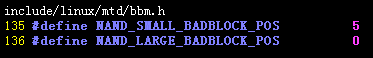 include/linux/mtd/bbm.h
135 #define NAND_SMALL_BADBLOCK_POS 5
136 #define NAND_LARGE_BADBLOCK_POS 0